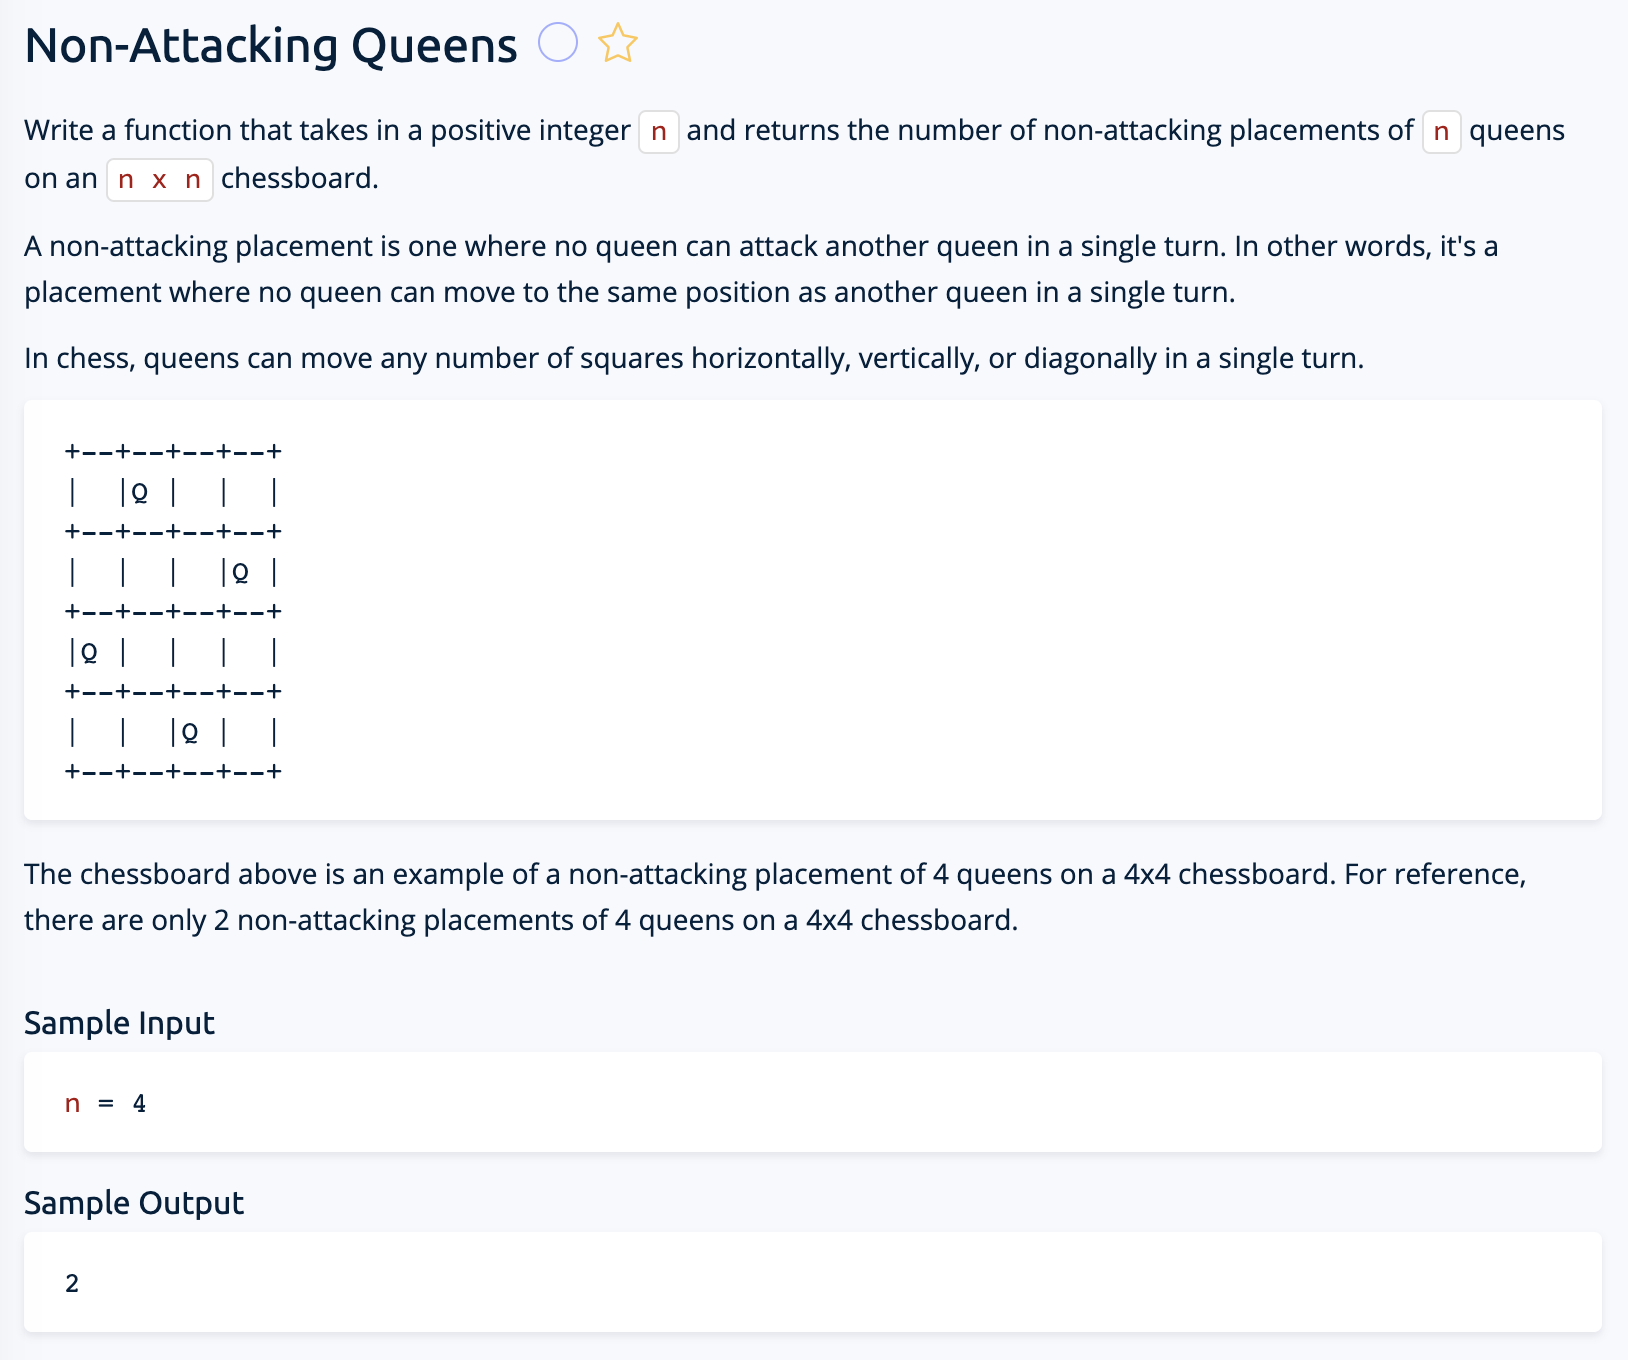 Non-Attacking Queens
Write a function that takes in a positive integer n and returns the number of non-attacking placements of n queens
on an n x n chessboard.
A non-attacking placement is one where no queen can attack another queen in a single turn. In other words, it's a
placement where no queen can move to the same position as another queen in a single turn.
In chess, queens can move any number of squares horizontally, vertically, or diagonally in a single turn.
+--+--+--+--+
|  |Q |  |  |
+--+--+--+--+
|  |  |  |Q |
+--+--+--+--+
|Q |  |  |  |
+--+--+--+--+
|  |  |Q |  |
+--+--+--+--+
The chessboard above is an example of a non-attacking placement of 4 queens on a 4x4 chessboard. For reference,
there are only 2 non-attacking placements of 4 queens on a 4x4 chessboard.
Sample Input
n = 4
Sample Output
2